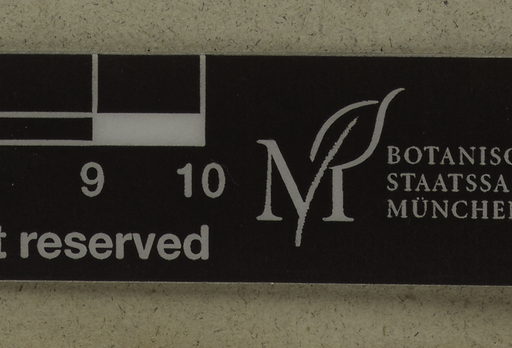 9 10
t reserved
M
BOTANISC
STAATSSA
MÜNCHEN